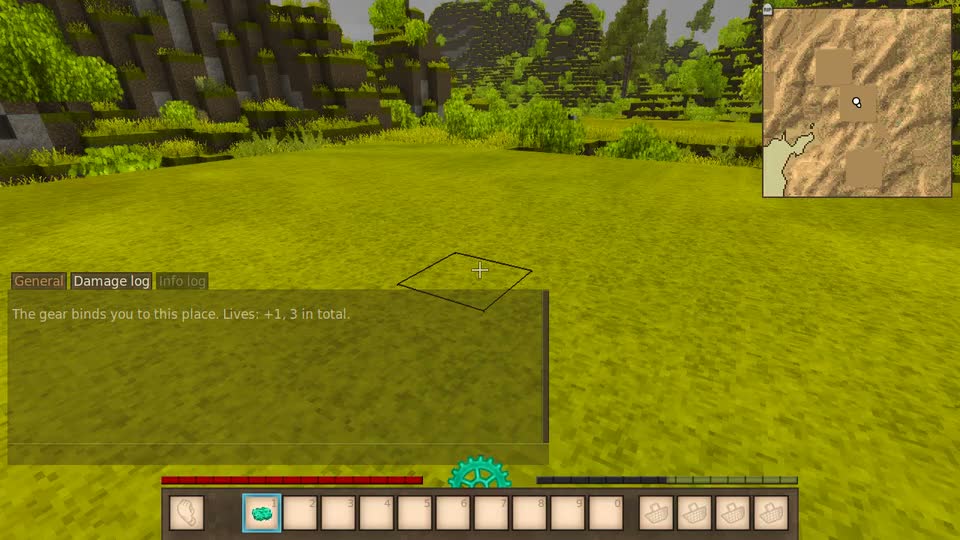 General Damage log Info log
The gear binds you to this place. Lives: +1, 3 in total.
1 2 3 4 5 6 7 8 9 0